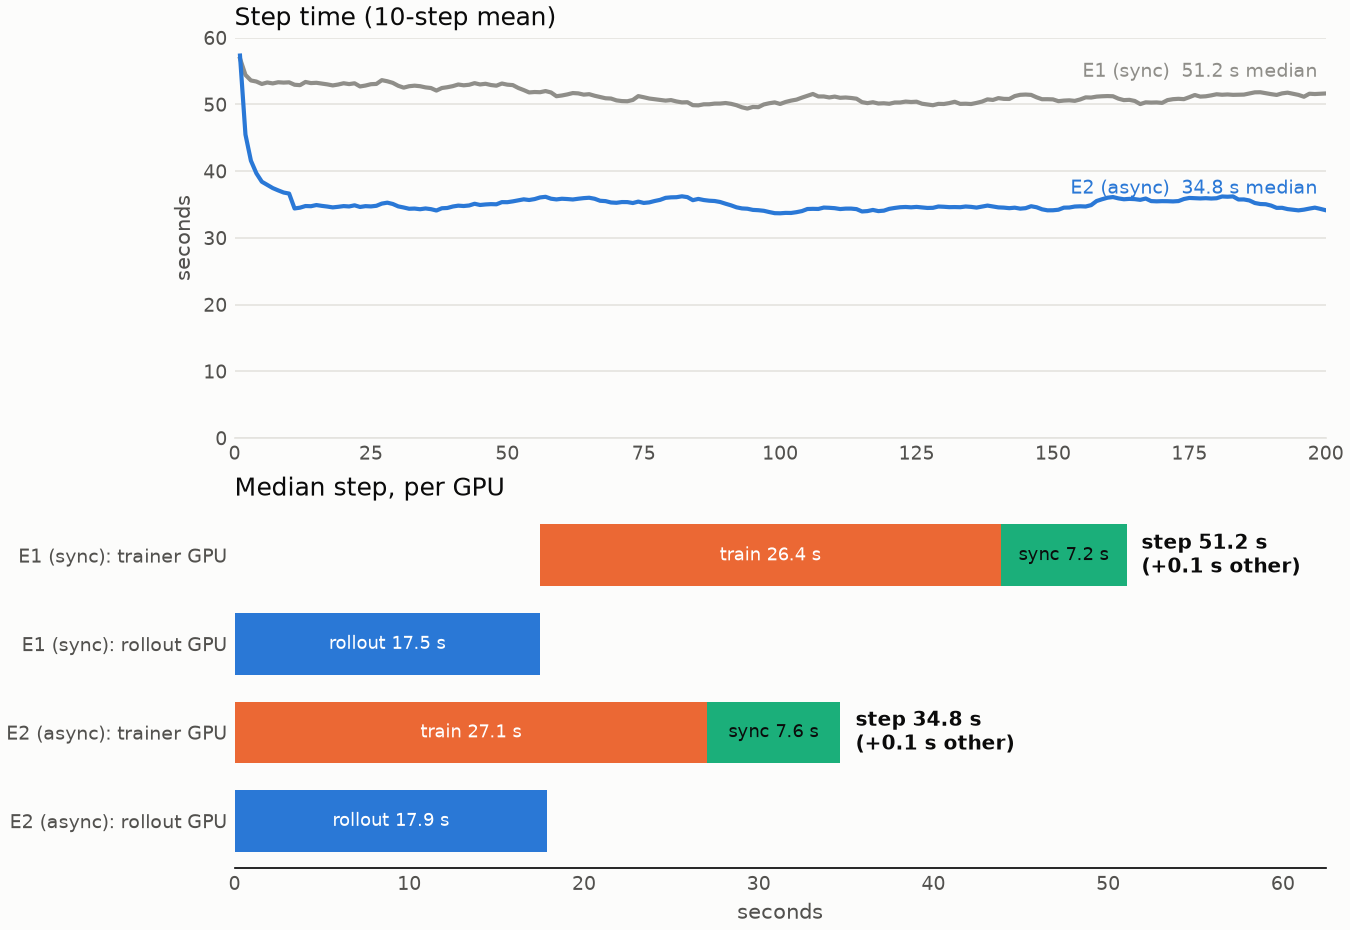 Step time (10-step mean)
60
50
40
30
20
10
0
seconds
E1 (sync)  51.2 s median
E2 (async)  34.8 s median
0 25 50 75 100 125 150 175 200
Median step, per GPU
E1 (sync): trainer GPU
train 26.4 s
sync 7.2 s
step 51.2 s
(+0.1 s other)
E1 (sync): rollout GPU
rollout 17.5 s
E2 (async): trainer GPU
train 27.1 s
sync 7.6 s
step 34.8 s
(+0.1 s other)
E2 (async): rollout GPU
rollout 17.9 s
0 10 20 30 40 50 60
seconds